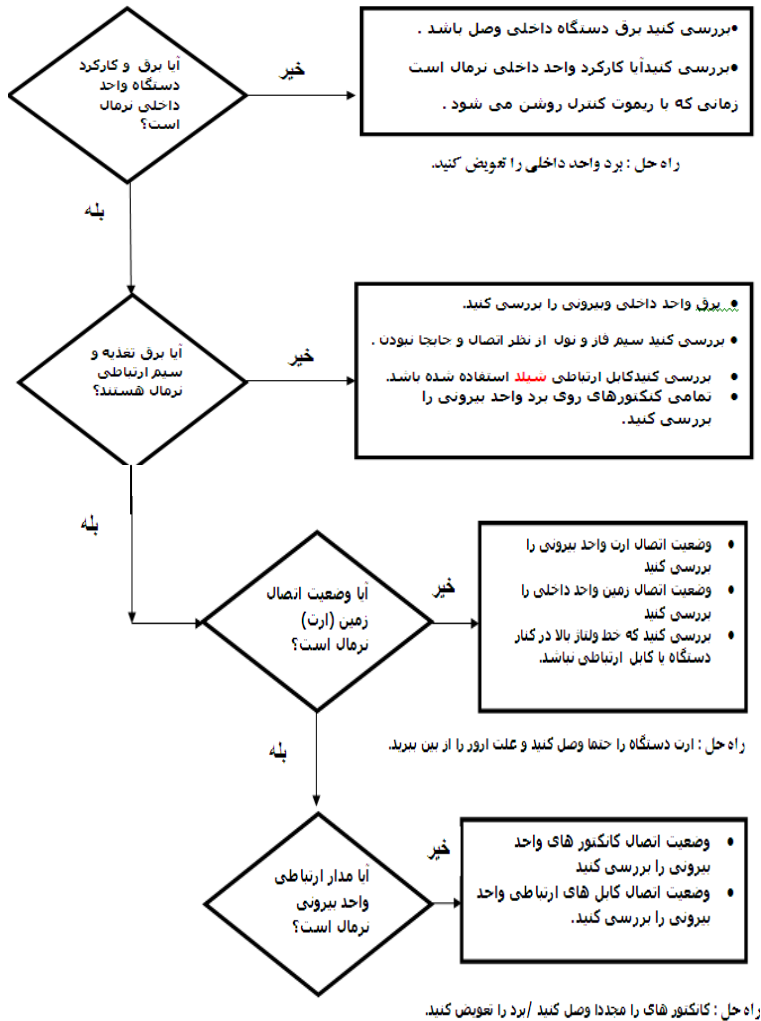 آیا برق و کارکرد
دستگاه واحد
داخلی نرمال
است؟
خیر
•بررسی کنید برق دستگاه داخلی وصل باشد .
•بررسی کنیدآیا کارکرد واحد داخلی نرمال است
زمانی که با ریموت کنترل روشن می شود .
راه حل : برد واحد داخلی را تعویض کنید.
بله
آیا برق تغذیه و
سیم ارتباطی
نرمال هستند؟
خیر
• برق واحد داخلی وبیرونی را بررسی کنید.
• بررسی کنید سیم فاز و نول از نظر اتصال و جابجا نبودن .
• بررسی کنیدکابل ارتباطی شیلد استفاده شده باشد.
• تمامی کنکتورهای روی برد واحد بیرونی را
بررسی کنید.
بله
آیا وضعیت اتصال
زمین (ارت)
نرمال است؟
خیر
• وضعیت اتصال ارت واحد بیرونی را
بررسی کنید
• وضعیت اتصال زمین واحد داخلی را
بررسی کنید
• بررسی کنید که خط ولتاژ بالا در کنار
دستگاه یا کابل ارتباطی نباشد.
راه حل : ارت دستگاه را حتما وصل کنید و علت ارور را از بین ببرید.
بله
آیا مدار ارتباطی
واحد بیرونی
نرمال است؟
خیر
• وضعیت اتصال کانکتور های واحد
بیرونی را بررسی کنید
• وضعیت اتصال کابل های ارتباطی واحد
بیرونی را بررسی کنید.
راه حل : کانکتور های را مجددا وصل کنید /برد را تعویض کنید.